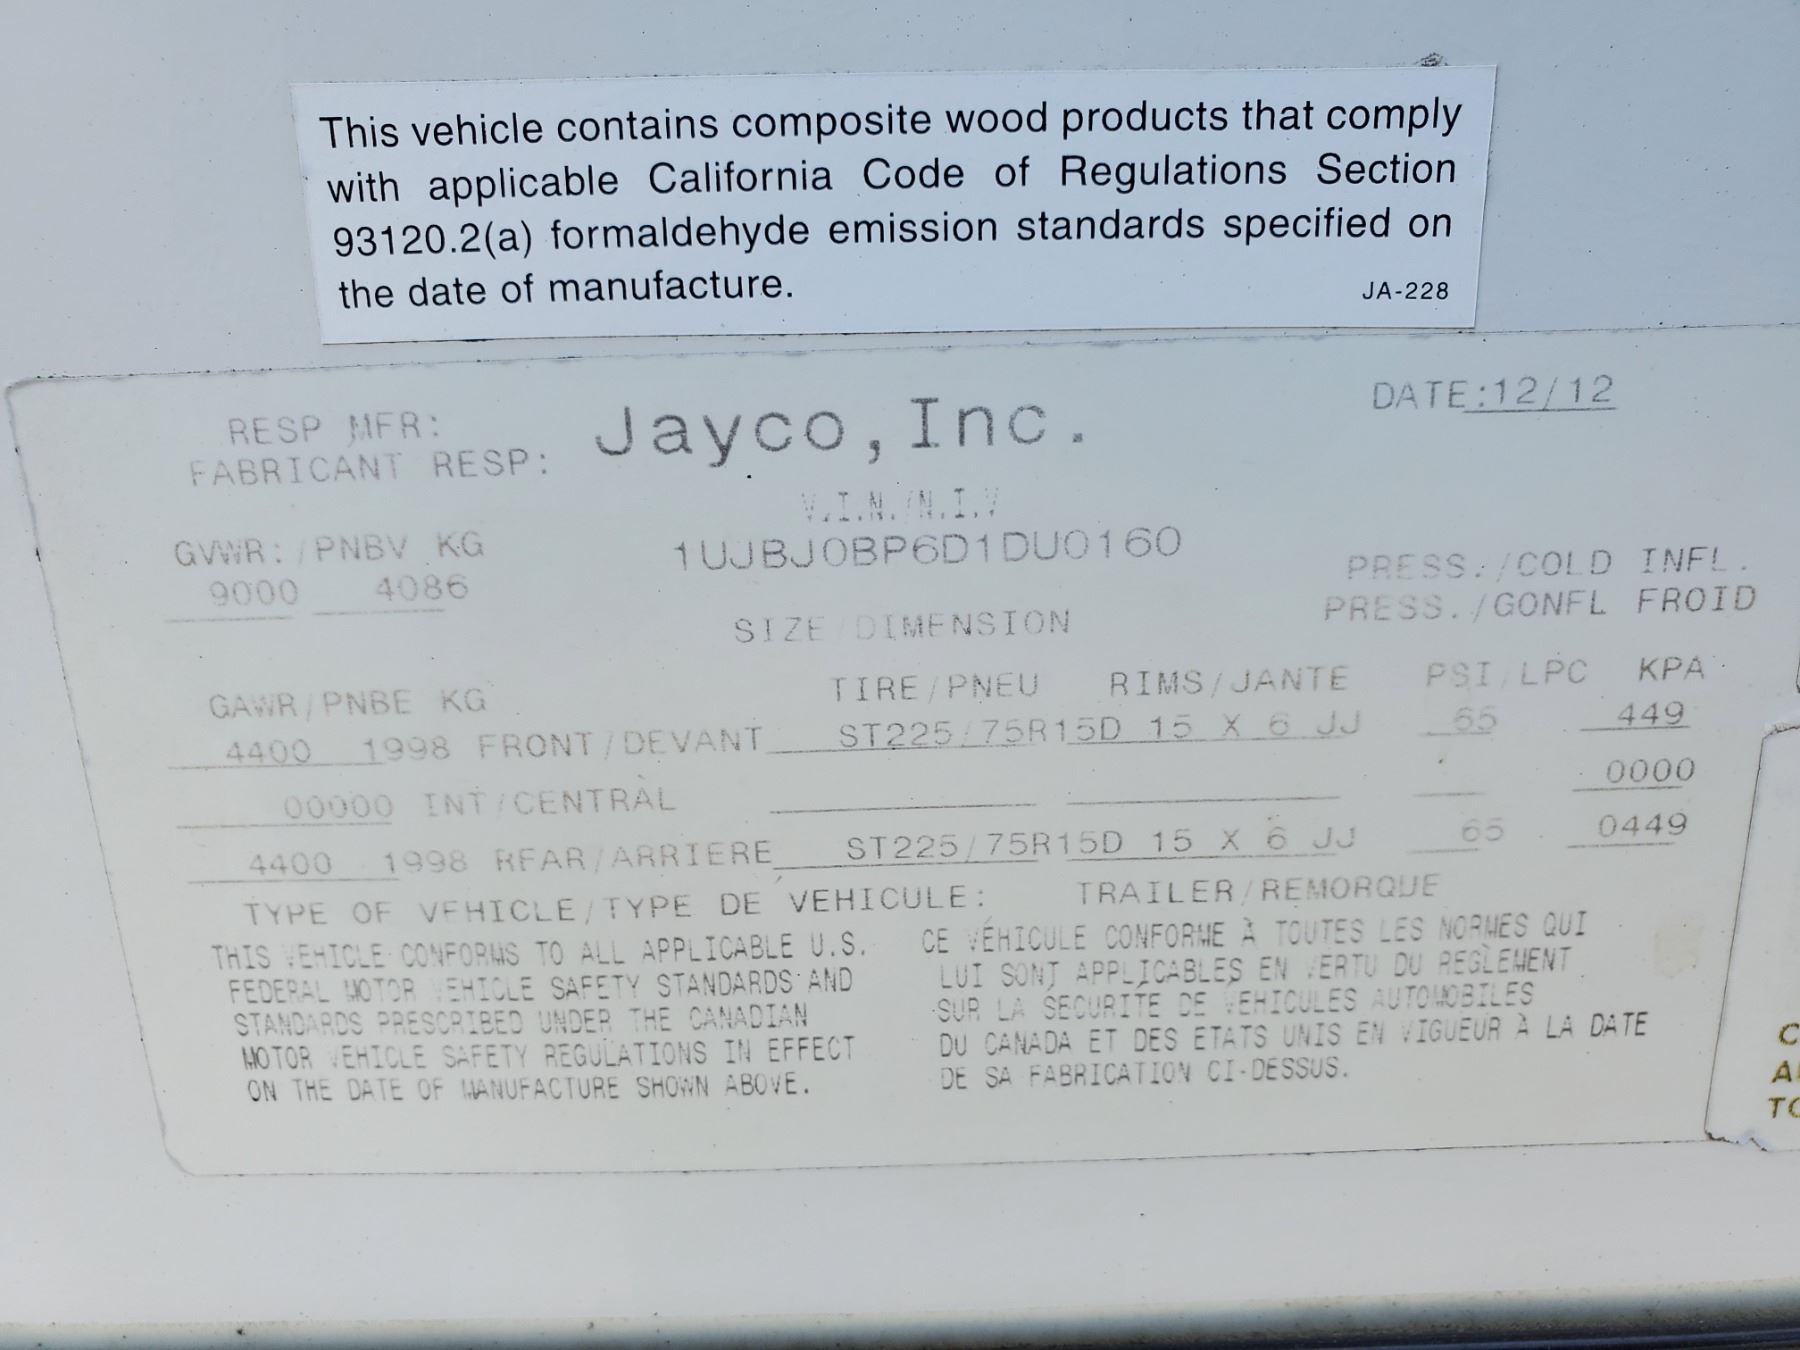 This vehicle contains composite wood products that comply
with applicable California Code of Regulations Section
93120.2(a) formaldehyde emission standards specified on
the date of manufacture.
JA-228
RESP MFR:
FABRICANT RESP:
Jayco,Inc.
DATE:12/12
V.I.N./N.I.V
GVWR:/PNBV KG
1UJBJ0BP6D1DU0160
9000 4086
PRESS./COLD INFL.
PRESS./GONFL FROID
SIZE/DIMENSION
GAWR/PNBE KG
TIRE/PNEU RIMS/JANTE PSI/LPC KPA
4400 1998 FRONT/DEVANT ST225/75R15D 15 X 6 JJ 65 449
00000 INT/CENTRAL 0000
4400 1998 REAR/ARRIERE ST225/75R15D 15 X 6 JJ 65 0449
TYPE OF VEHICLE/TYPE DE VEHICULE: TRAILER/REMORQUE
THIS VEHICLE CONFORMS TO ALL APPLICABLE U.S.
FEDERAL MOTOR VEHICLE SAFETY STANDARDS AND
STANDARDS PRESCRIBED UNDER THE CANADIAN
MOTOR VEHICLE SAFETY REGULATIONS IN EFFECT
ON THE DATE OF MANUFACTURE SHOWN ABOVE.
CE VÉHICULE CONFORME À TOUTES LES NORMES QUI
LUI SONT APPLICABLES EN VERTU DU REGLEMENT
SUR LA SECURITE DE VEHICULES AUTOMOBILES
DU CANADA ET DES ETATS UNIS EN VIGUEUR À LA DATE
DE SA FABRICATION CI-DESSUS.